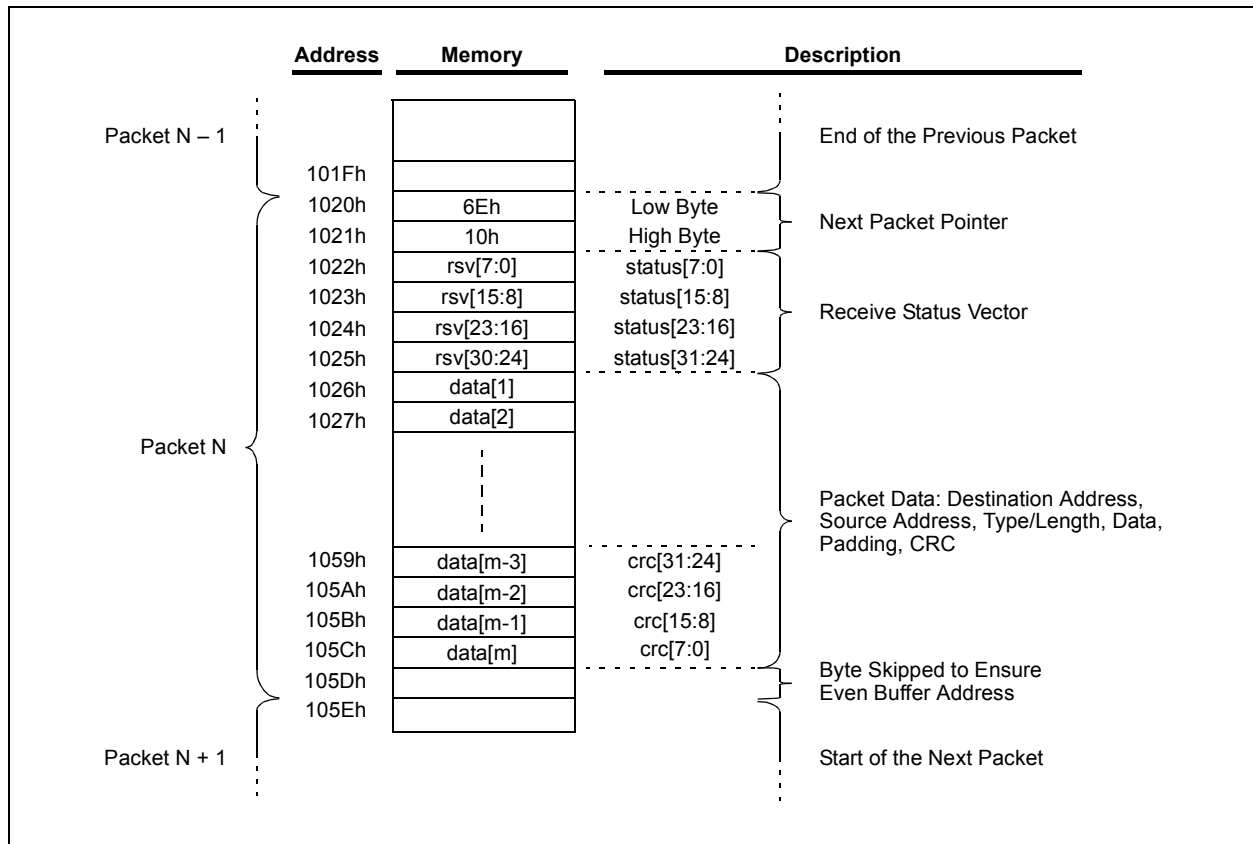 Address Memory Description
Packet N – 1
End of the Previous Packet
101Fh
1020h 6Eh Low Byte
1021h 10h High Byte
Next Packet Pointer
1022h rsv[7:0] status[7:0]
1023h rsv[15:8] status[15:8]
1024h rsv[23:16] status[23:16]
1025h rsv[30:24] status[31:24]
Receive Status Vector
1026h data[1]
1027h data[2]
Packet N
Packet Data: Destination Address,
Source Address, Type/Length, Data,
Padding, CRC
1059h data[m-3] crc[31:24]
105Ah data[m-2] crc[23:16]
105Bh data[m-1] crc[15:8]
105Ch data[m] crc[7:0]
105Dh
Byte Skipped to Ensure
Even Buffer Address
105Eh
Packet N + 1
Start of the Next Packet